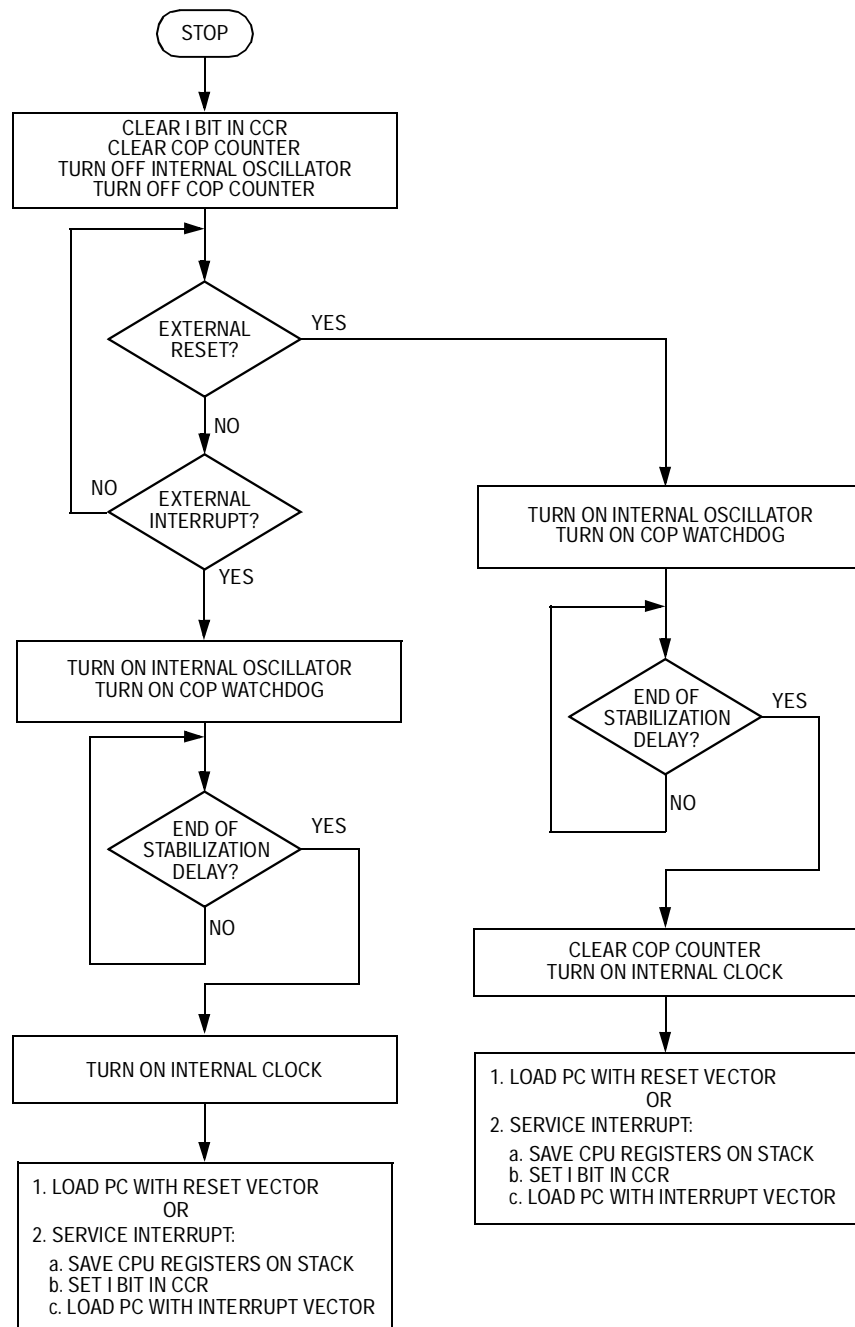 STOP
CLEAR I BIT IN CCR
CLEAR COP COUNTER
TURN OFF INTERNAL OSCILLATOR
TURN OFF COP COUNTER
EXTERNAL
RESET?
YES
NO
EXTERNAL
INTERRUPT?
NO
YES
TURN ON INTERNAL OSCILLATOR
TURN ON COP WATCHDOG
END OF
STABILIZATION
DELAY?
YES
NO
TURN ON INTERNAL CLOCK
1. LOAD PC WITH RESET VECTOR
OR
2. SERVICE INTERRUPT:
a. SAVE CPU REGISTERS ON STACK
b. SET I BIT IN CCR
c. LOAD PC WITH INTERRUPT VECTOR
TURN ON INTERNAL OSCILLATOR
TURN ON COP WATCHDOG
END OF
STABILIZATION
DELAY?
YES
NO
CLEAR COP COUNTER
TURN ON INTERNAL CLOCK
1. LOAD PC WITH RESET VECTOR
OR
2. SERVICE INTERRUPT:
a. SAVE CPU REGISTERS ON STACK
b. SET I BIT IN CCR
c. LOAD PC WITH INTERRUPT VECTOR